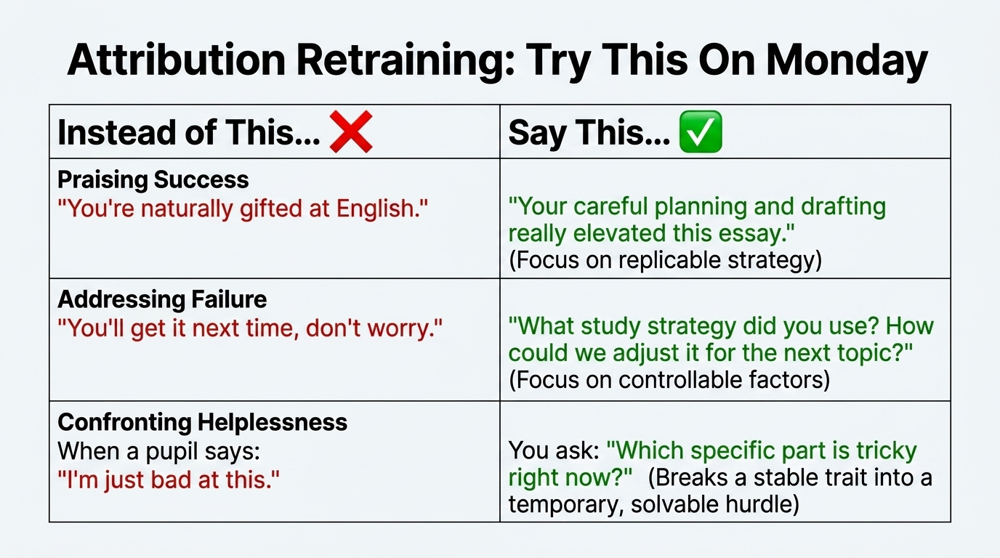 Attribution Retraining: Try This On Monday
Instead of This... ❌
Say This... ✅
Praising Success
"You're naturally gifted at English."
"Your careful planning and drafting
really elevated this essay."
(Focus on replicable strategy)
Addressing Failure
"You'll get it next time, don't worry."
"What study strategy did you use? How
could we adjust it for the next topic?"
(Focus on controllable factors)
Confronting Helplessness
When a pupil says:
"I'm just bad at this."
You ask: "Which specific part is tricky
right now?" (Breaks a stable trait into a
temporary, solvable hurdle)